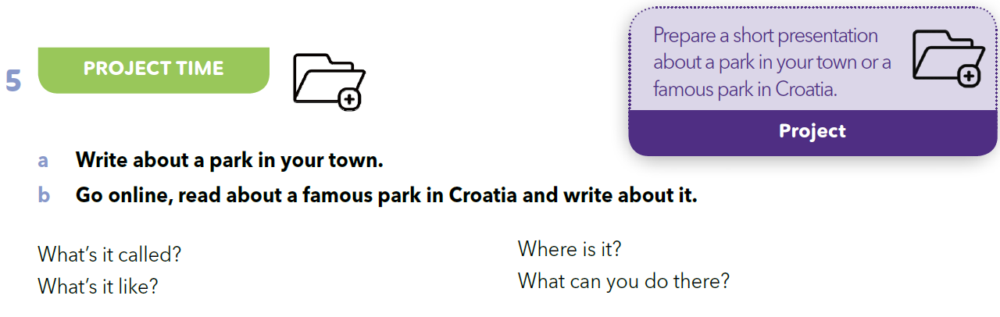 5
PROJECT TIME
Prepare a short presentation
about a park in your town or a
famous park in Croatia.
Project
a Write about a park in your town.
b Go online, read about a famous park in Croatia and write about it.
What's it called?
What's it like?
Where is it?
What can you do there?